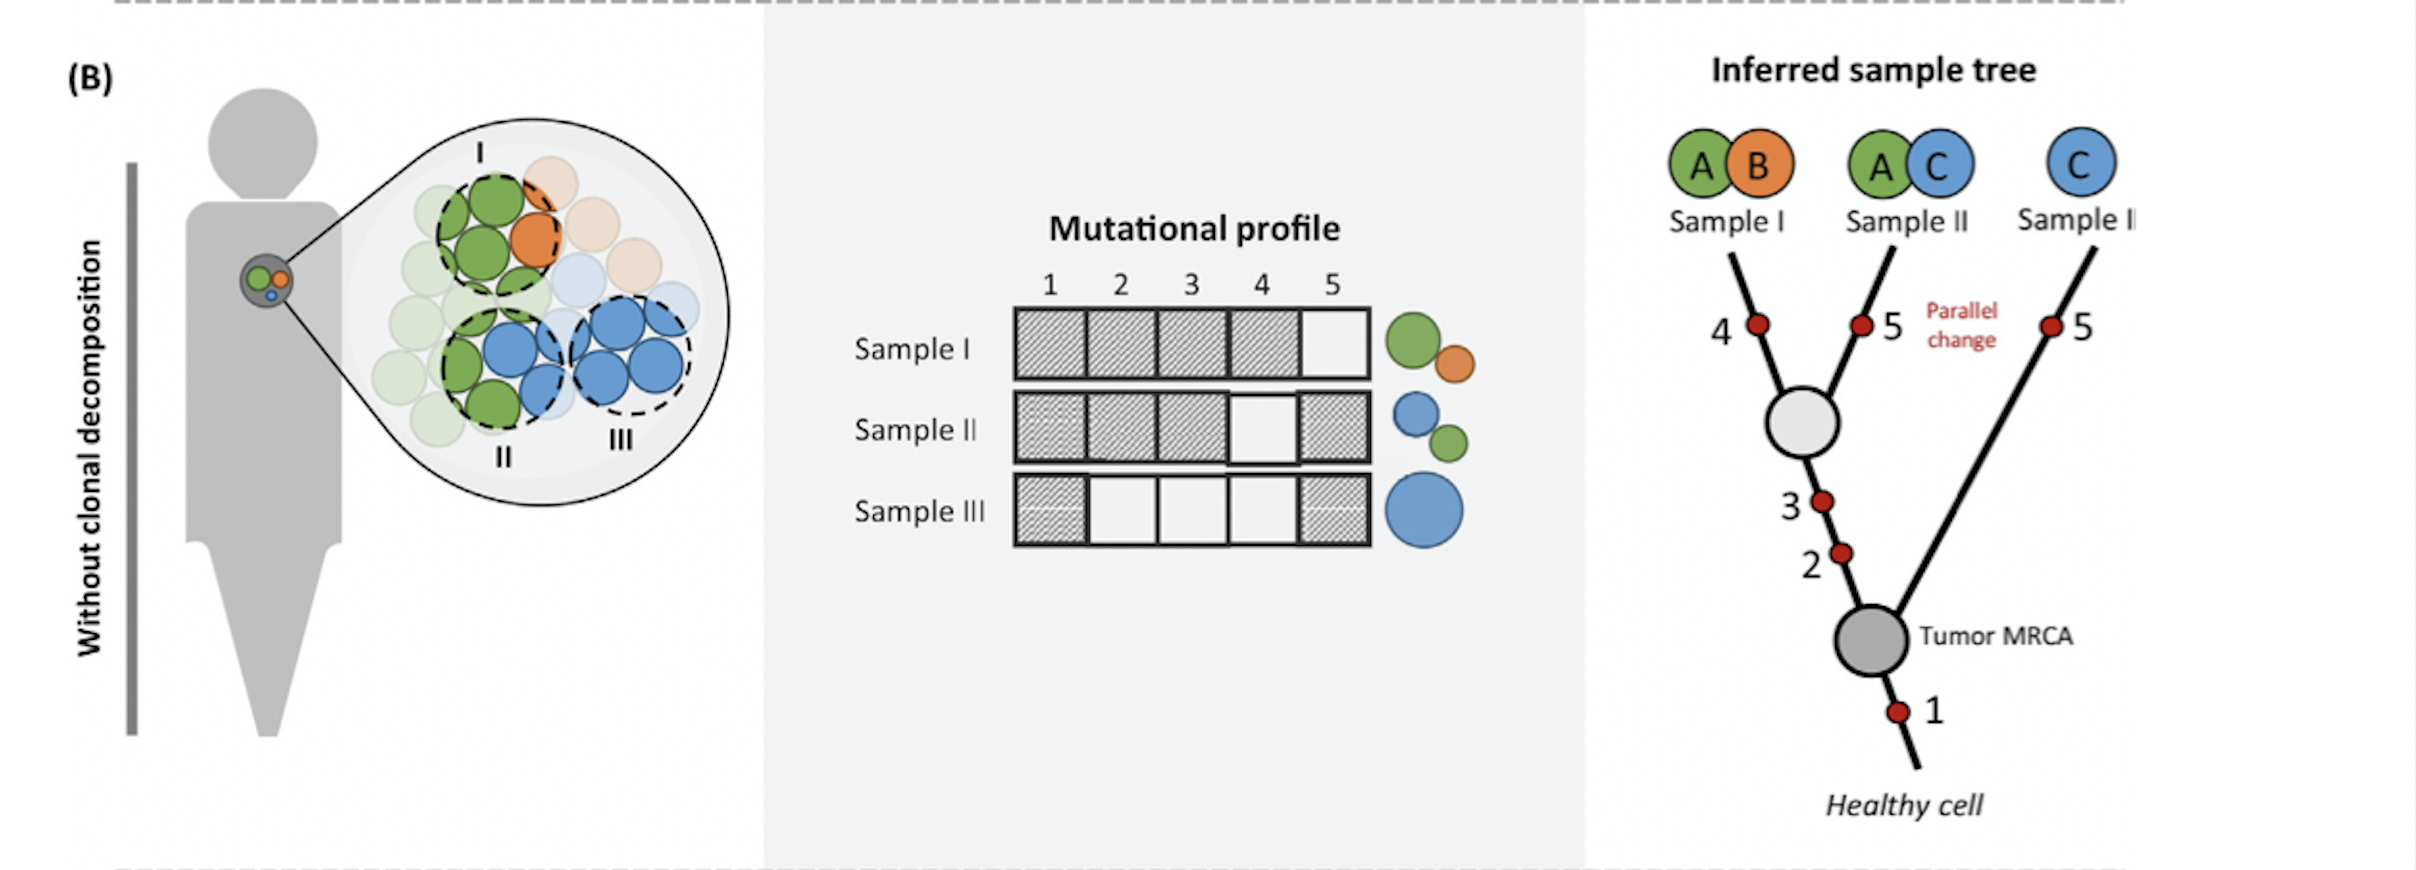 (B)
Without clonal decomposition
I
II
III
Mutational profile
1 2 3 4 5
Sample I
Sample II
Sample III
Inferred sample tree
A B A C C
Sample I Sample II Sample II
4 5 Parallel change 5
3
2
Tumor MRCA
1
Healthy cell